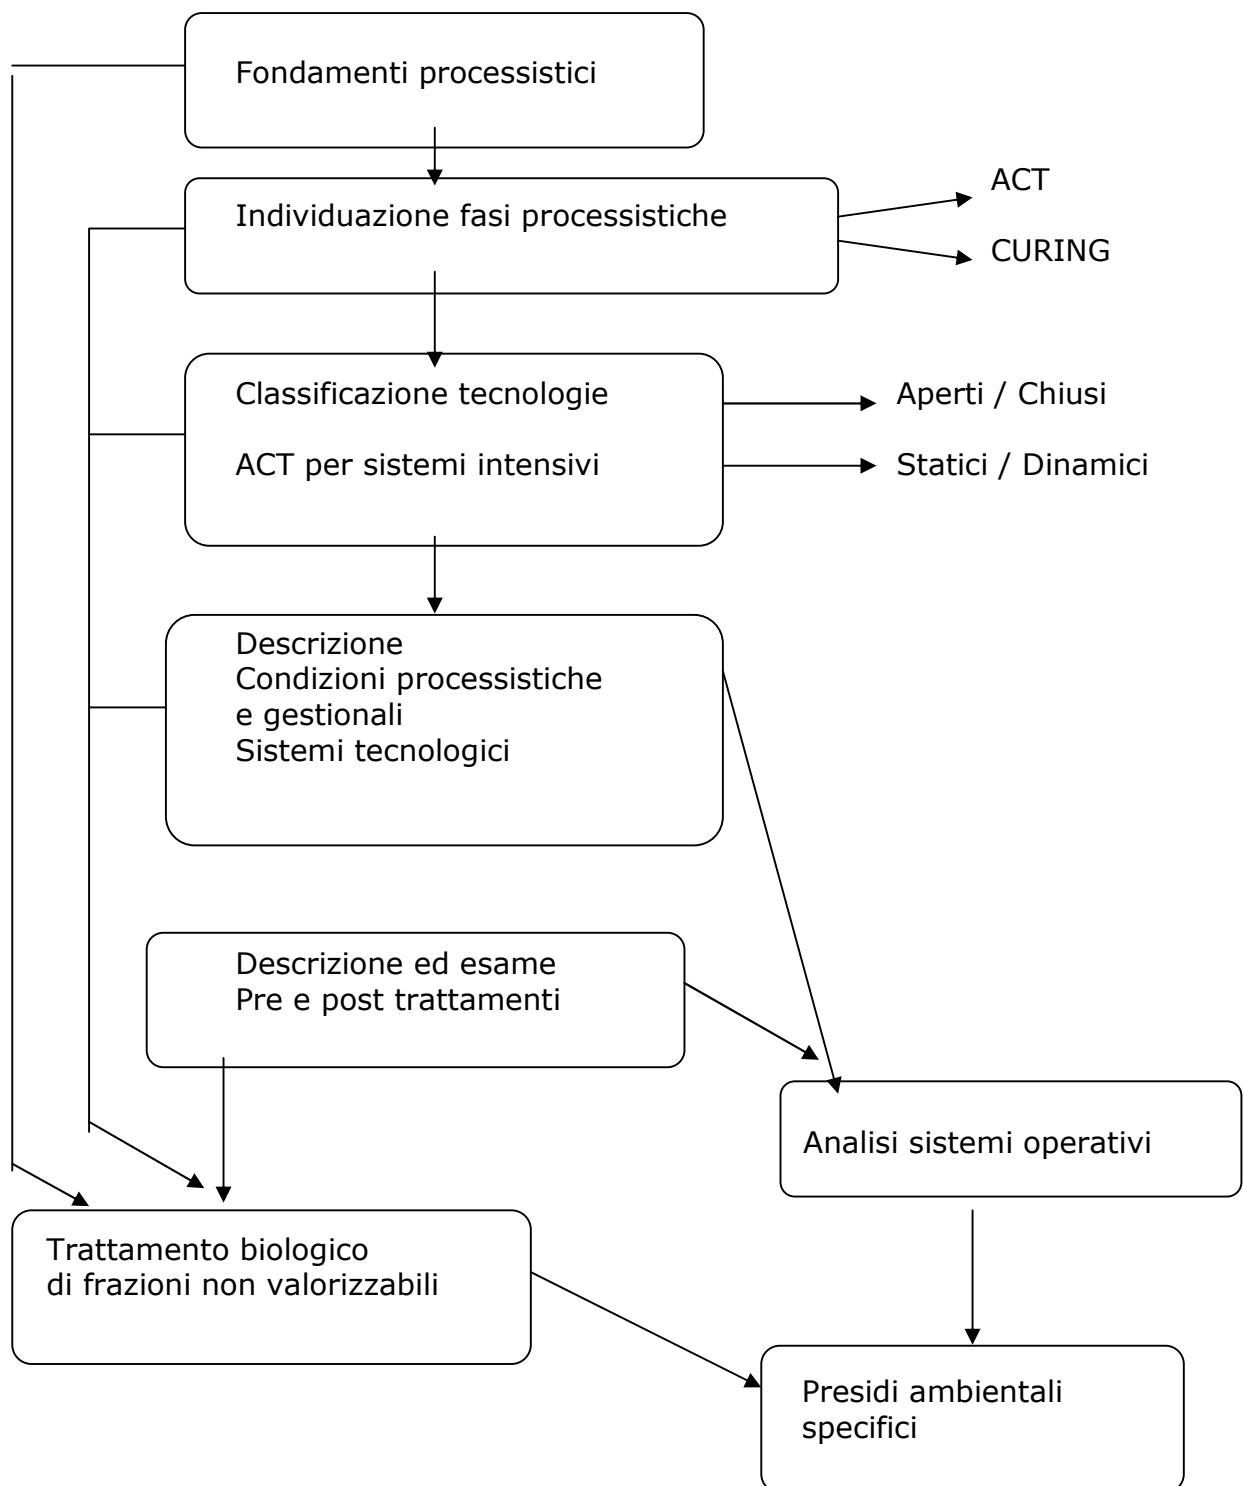 Fondamenti processistici
Individuazione fasi processistiche
ACT
CURING
Classificazione tecnologie
ACT per sistemi intensivi
Aperti / Chiusi
Statici / Dinamici
Descrizione
Condizioni processistiche
e gestionali
Sistemi tecnologici
Descrizione ed esame
Pre e post trattamenti
Analisi sistemi operativi
Trattamento biologico
di frazioni non valorizzabili
Presidi ambientali
specifici